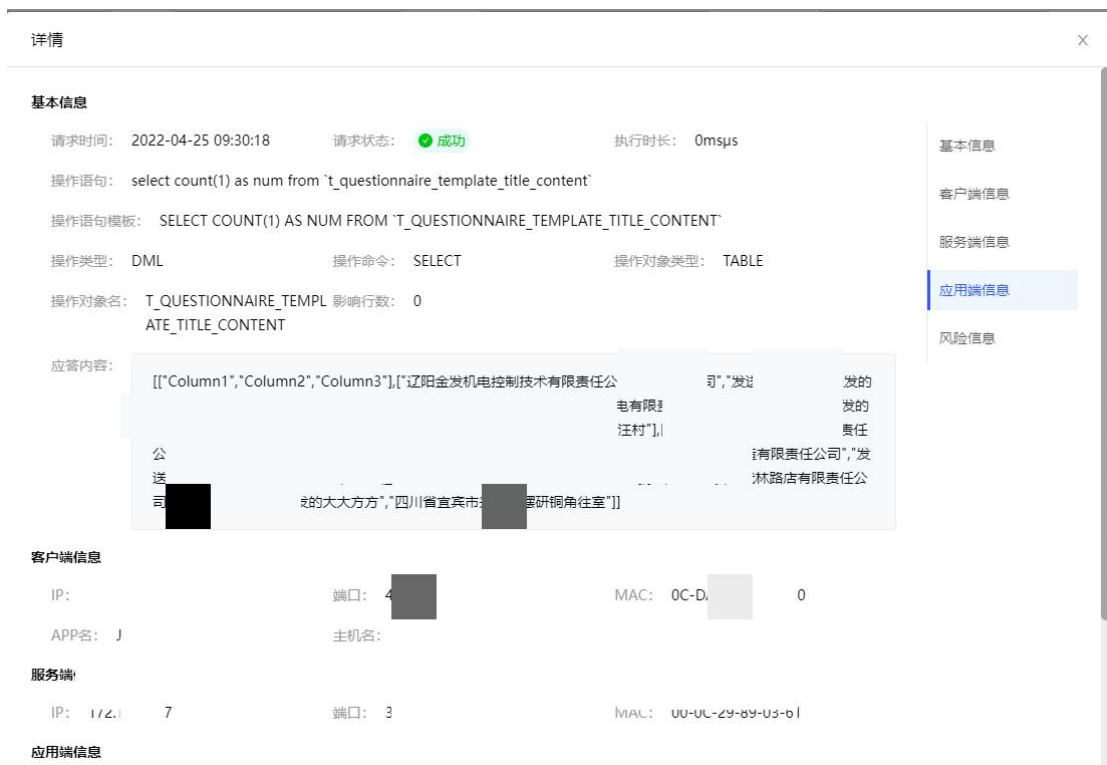 详情
基本信息
请求时间： 2022-04-25 09:30:18 请求状态： 成功 执行时长： 0msμs
操作语句： select count(1) as num from `t_questionnaire_template_title_content`
操作语句模板： SELECT COUNT(1) AS NUM FROM `T_QUESTIONNAIRE_TEMPLATE_TITLE_CONTENT`
操作类型： DML 操作命令： SELECT 操作对象类型： TABLE
操作对象名： T_QUESTIONNAIRE_TEMPL 影响行数： 0
ATE_TITLE_CONTENT
应答内容：
[["Column1","Column2","Column3"],["辽阳金发机电控制技术有限责任公 司","发 发的
电有限 发的
汪村"], 责任
公 有限责任公司","发
送 林路店有限责任公
司 的大大方方","四川省宜宾市 研铜角往室"]]
客户端信息
IP： 端口： 4 MAC： 0C-D 0
APP名： J 主机名：
服务端
IP： 172. 7 端口： 3 MAC： 00-0C-29-89-03-61
应用端信息
基本信息
客户端信息
服务端信息
应用端信息
风险信息